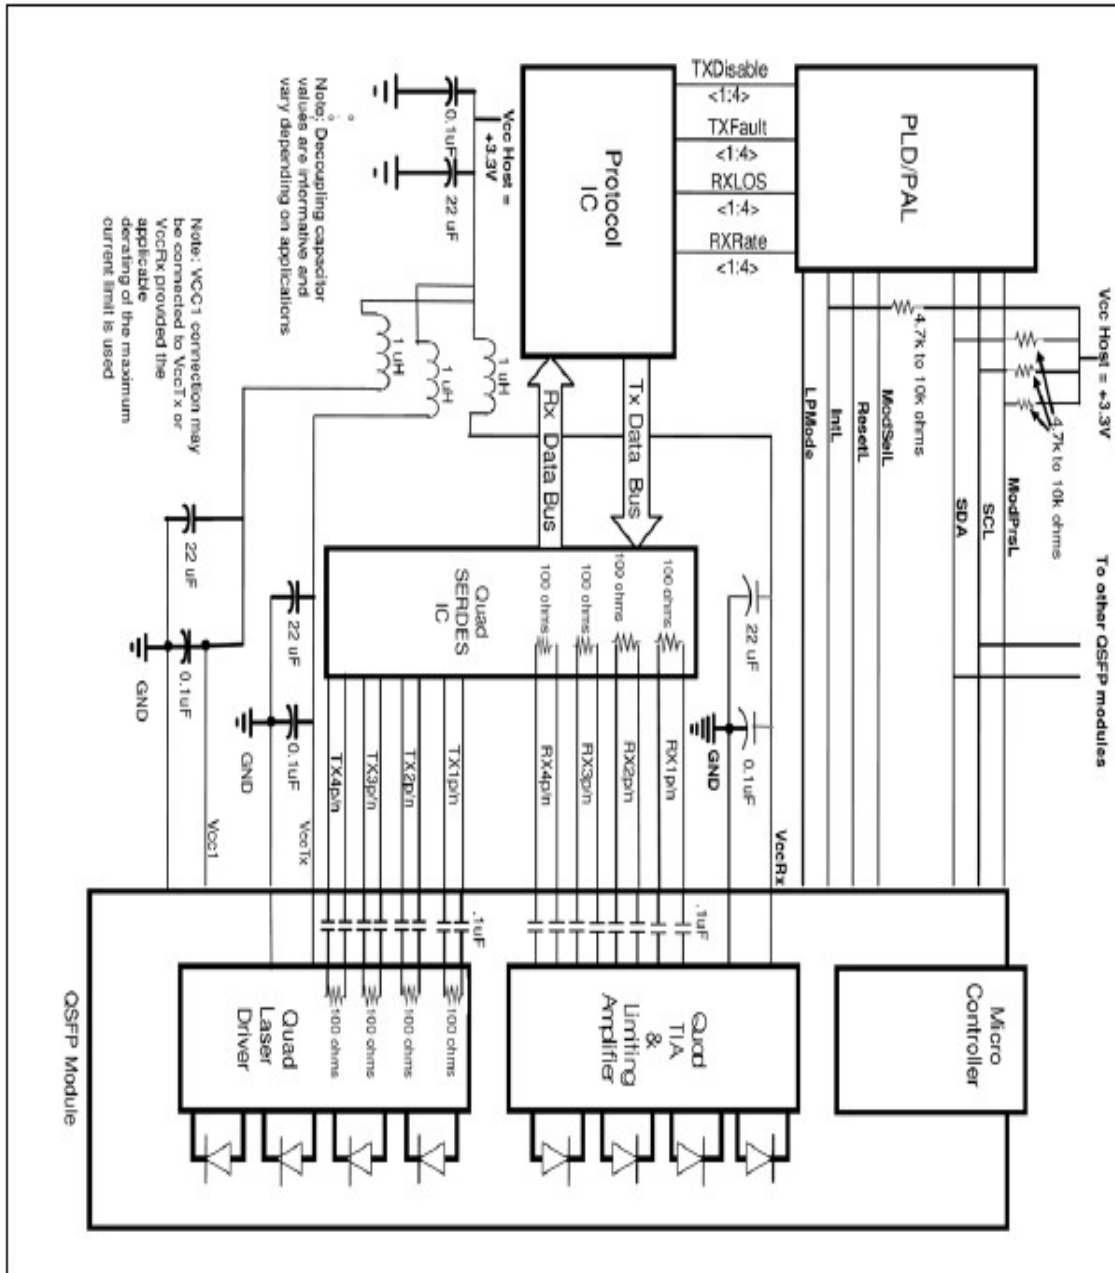 PLD/PAL
Vcc Host = +3.3V
4.7k to 10k ohms
4.7k to 10k ohms
To other QSFP modules
ModPrsL
SCL
SDA
ModSelL
ResetL
IntL
LPMode
TXDisable
<1:4>
TXFault
<1:4>
RXLOS
<1:4>
RXRate
<1:4>
Protocol
IC
Tx Data Bus
Rx Data Bus
Vcc Host =
+3.3V
0.1uF
22 uF
Note: Decoupling capacitor
values are informative and
vary depending on applications
1 uH
1 uH
1 uH
Note: VCC1 connection may
be connected to VccTx or
VccRx provided the
applicable
derating of the maximum
current limit is used
Quad
SERDES
IC
100 ohms
100 ohms
100 ohms
100 ohms
22 uF
0.1uF
GND
VccRx
RX1p/n
RX2p/n
RX3p/n
RX4p/n
TX1p/n
TX2p/n
TX3p/n
TX4p/n
22 uF
0.1uF
GND
VccTx
22 uF
0.1uF
GND
Vcc1
.1uF
.1uF
Micro
Controller
Quad
TIA
&
Limiting
Amplifier
Quad
Laser
Driver
100 ohms
100 ohms
100 ohms
100 ohms
QSFP Module